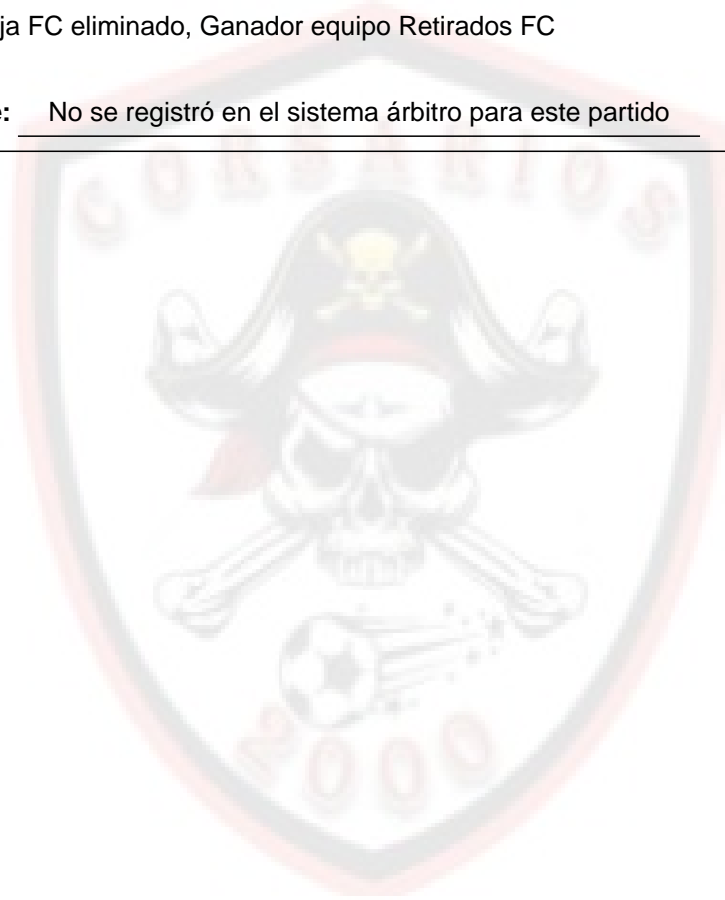 ja FC eliminado, Ganador equipo Retirados FC
: No se registró en el sistema árbitro para este partido
CORSARIOS
2000